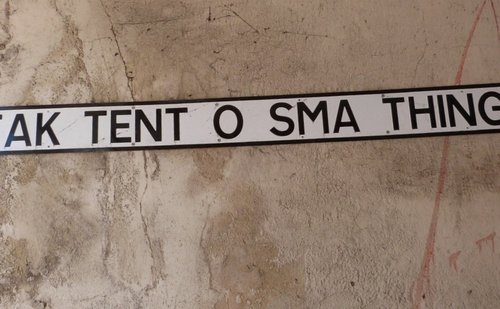 TAK TENT O SMA THING